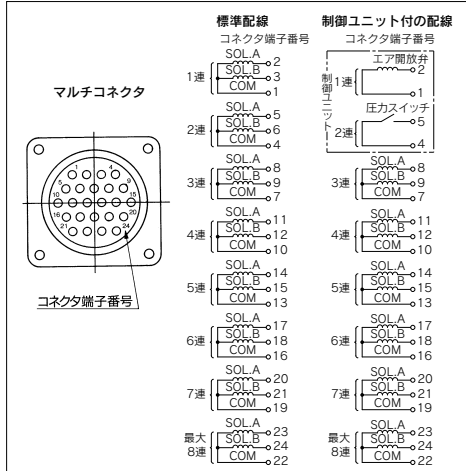 マルチコネクタ
1
4
5
9
10
15
16
20
21
24
コネクタ端子番号
標準配線
コネクタ端子番号
1連
SOL.A 2
SOL.B 3
COM 1
2連
SOL.A 5
SOL.B 6
COM 4
3連
SOL.A 8
SOL.B 9
COM 7
4連
SOL.A 11
SOL.B 12
COM 10
5連
SOL.A 14
SOL.B 15
COM 13
6連
SOL.A 17
SOL.B 18
COM 16
7連
SOL.A 20
SOL.B 21
COM 19
最大
8連
SOL.A 23
SOL.B 24
COM 22
制御ユニット付の配線
コネクタ端子番号
制御ユニット
1連
エア開放弁
2
1
2連
圧力スイッチ
5
4
3連
SOL.A 8
SOL.B 9
COM 7
4連
SOL.A 11
SOL.B 12
COM 10
5連
SOL.A 14
SOL.B 15
COM 13
6連
SOL.A 17
SOL.B 18
COM 16
7連
SOL.A 20
SOL.B 21
COM 19
最大
8連
SOL.A 23
SOL.B 24
COM 22